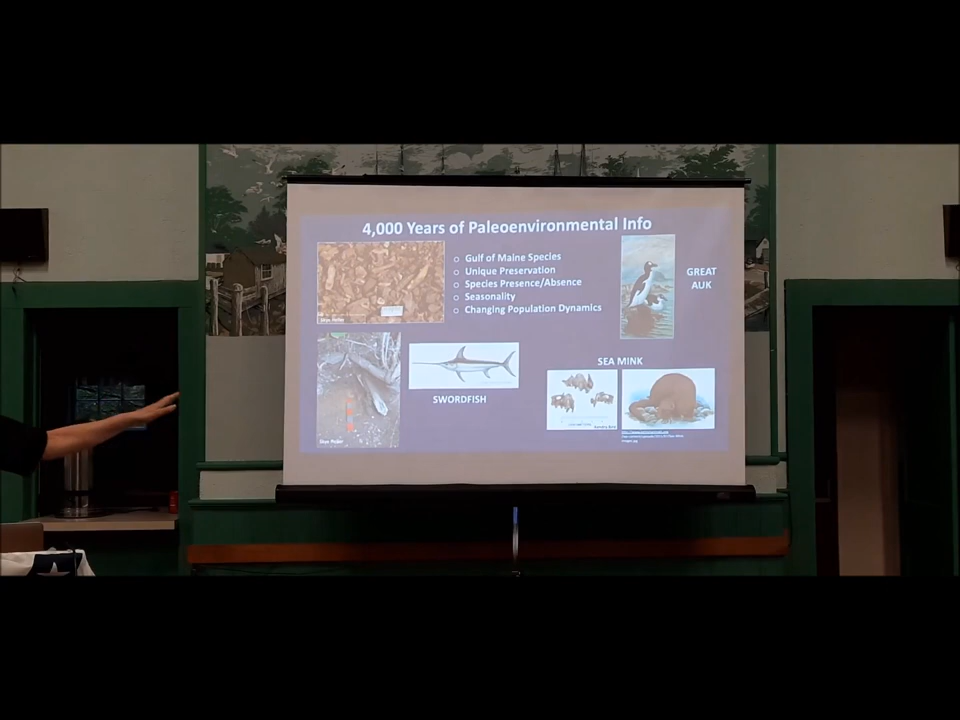 4,000 Years of Paleoenvironmental Info
Gulf of Maine Species
Unique Preservation
Species Presence/Absence
Seasonality
Changing Population Dynamics
GREAT
AUK
SWORDFISH
SEA MINK